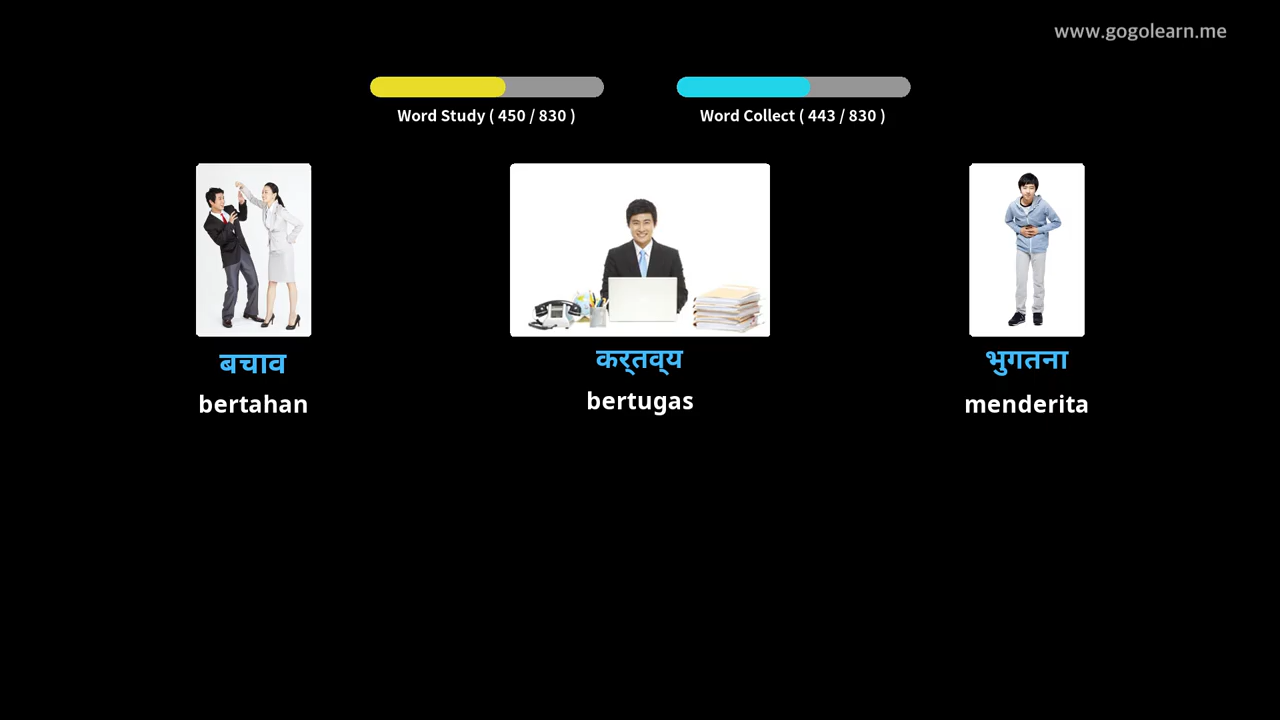 www.gogolearn.me
Word Study ( 450 / 830 )
Word Collect ( 443 / 830 )
बचाव
कर्‌तव्‌य
भुगतना
bertahan
bertugas
menderita